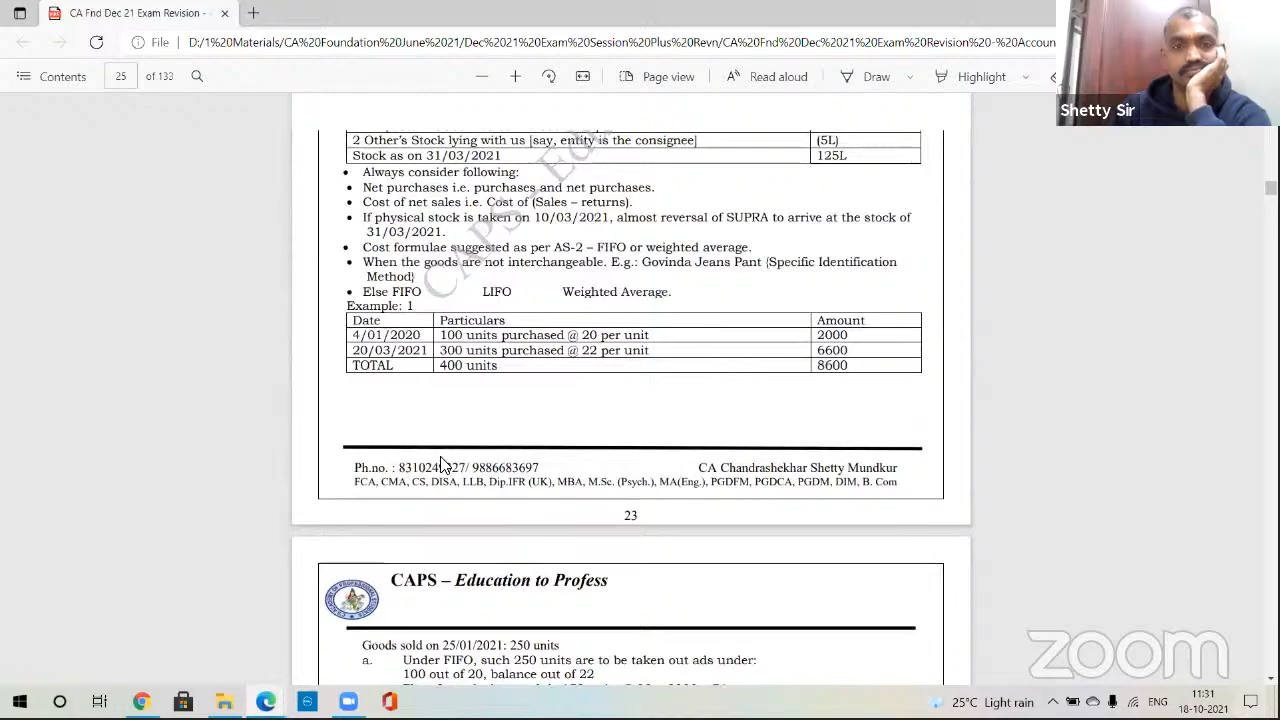 CA Fnd Dec 21 Exam Revision -
File
D:/1%20Materials/CA%20Foundation%20June%2021/Dec%2021%20Exam%20Session%20Plus%20Revn/CA%20Fnd%20Dec%2021%20Exam%20Revision%20-%20Accoun
Contents
25 of 133
Page view
Read aloud
Draw
Highlight
Shetty Sir
2 Other's Stock lying with us [say, entity is the consignee] (5L)
Stock as on 31/03/2021 125L
• Always consider following:
• Net purchases i.e. purchases and net purchases.
• Cost of net sales i.e. Cost of (Sales – returns).
• If physical stock is taken on 10/03/2021, almost reversal of SUPRA to arrive at the stock of
31/03/2021.
• Cost formulae suggested as per AS-2 – FIFO or weighted average.
• When the goods are not interchangeable. E.g.: Govinda Jeans Pant {Specific Identification
Method}
• Else FIFO LIFO Weighted Average.
Example: 1
Date Particulars Amount
4/01/2020 100 units purchased @ 20 per unit 2000
20/03/2021 300 units purchased @ 22 per unit 6600
TOTAL 400 units 8600
CAPS – Edu
Ph.no. : 9886683697
CA Chandrashekhar Shetty Mundkur
FCA, CMA, CS, DISA, LLB, Dip.IFR (UK), MBA, M.Sc. (Psych.), MA(Eng.), PGDFM, PGDCA, PGDM, DIM, B. Com
23
CAPS – Education to Profess
Goods sold on 25/01/2021: 250 units
a. Under FIFO, such 250 units are to be taken out ads under:
100 out of 20, balance out of 22
zoom
25°C Light rain
ENG
11:31
18-10-2021